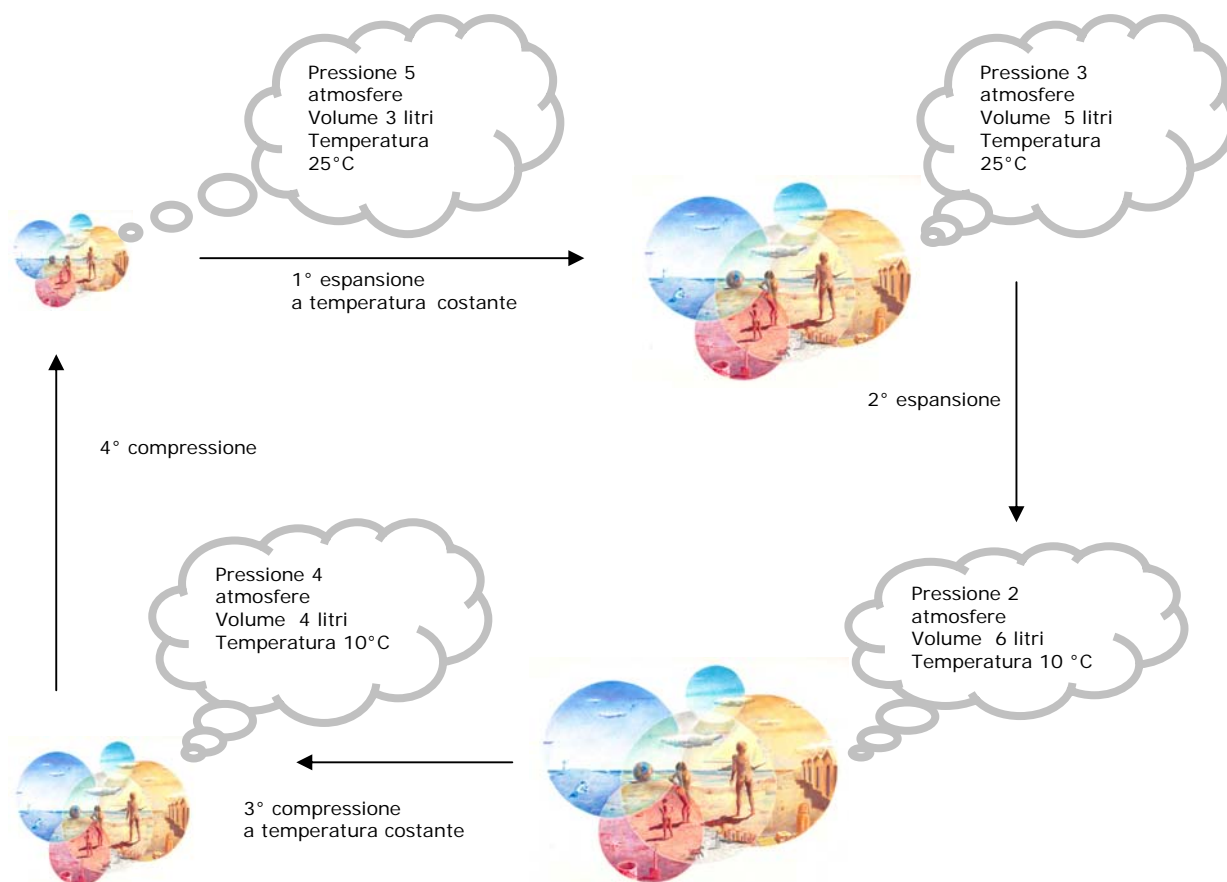 Pressione 5
atmosfere
Volume 3 litri
Temperatura
25°C
Pressione 3
atmosfere
Volume 5 litri
Temperatura
25°C
1° espansione
a temperatura costante
2° espansione
4° compressione
Pressione 4
atmosfere
Volume 4 litri
Temperatura 10°C
Pressione 2
atmosfere
Volume 6 litri
Temperatura 10 °C
3° compressione
a temperatura costante